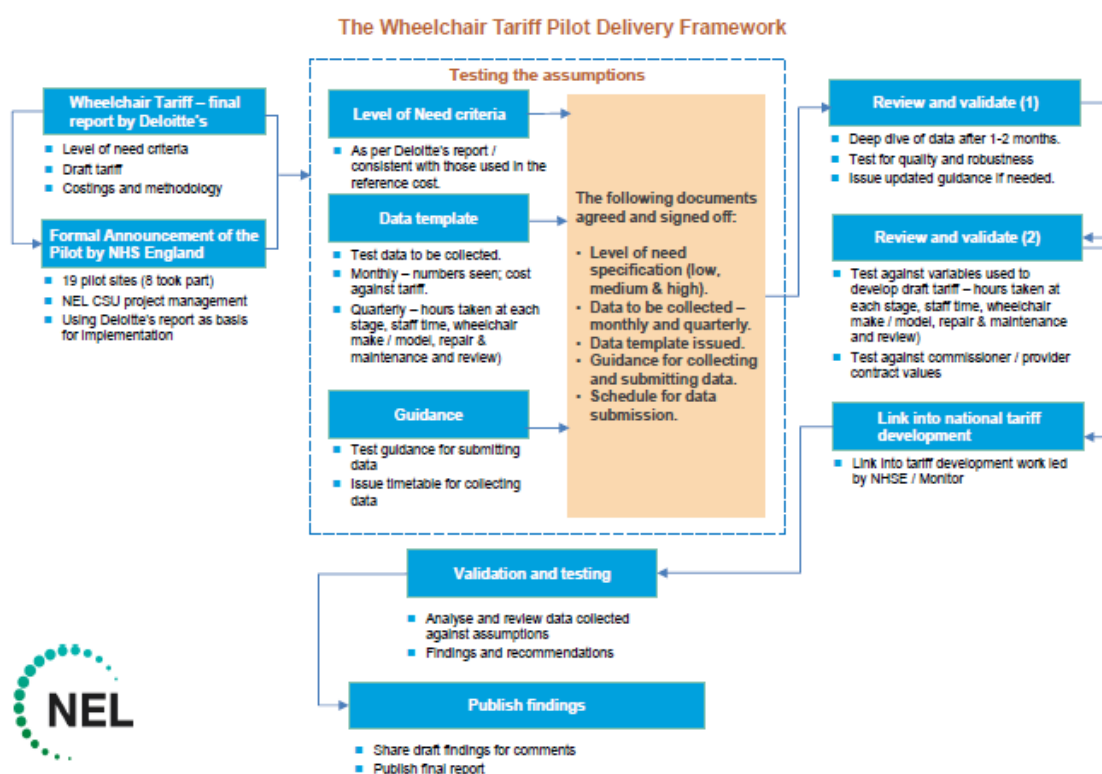 The Wheelchair Tariff Pilot Delivery Framework
Wheelchair Tariff – final
report by Deloitte's
■ Level of need criteria
■ Draft tariff
■ Costings and methodology
Formal Announcement of the
Pilot by NHS England
■ 19 pilot sites (8 took part)
■ NEL CSU project management
■ Using Deloitte's report as basis
for implementation
Testing the assumptions
Level of Need criteria
■ As per Deloitte's report /
consistent with those used in the
reference cost.
Data template
■ Test data to be collected.
■ Monthly – numbers seen; cost
against tariff.
■ Quarterly – hours taken at each
stage, staff time, wheelchair
make / model, repair &
maintenance and review)
Guidance
■ Test guidance for submitting
data
■ Issue timetable for collecting
data
The following documents
agreed and signed off:
• Level of need
specification (low,
medium & high).
• Data to be collected –
monthly and quarterly.
• Data template issued.
• Guidance for collecting
and submitting data.
• Schedule for data
submission.
Review and validate (1)
■ Deep dive of data after 1-2 months.
■ Test for quality and robustness
■ Issue updated guidance if needed.
Review and validate (2)
■ Test against variables used to
develop draft tariff – hours taken at
each stage, staff time, wheelchair
make / model, repair & maintenance
and review)
■ Test against commissioner / provider
contract values
Link into national tariff
development
■ Link into tariff development work led
by NHSE / Monitor
Validation and testing
■ Analyse and review data collected
against assumptions
■ Findings and recommendations
Publish findings
■ Share draft findings for comments
■ Publish final report
NEL